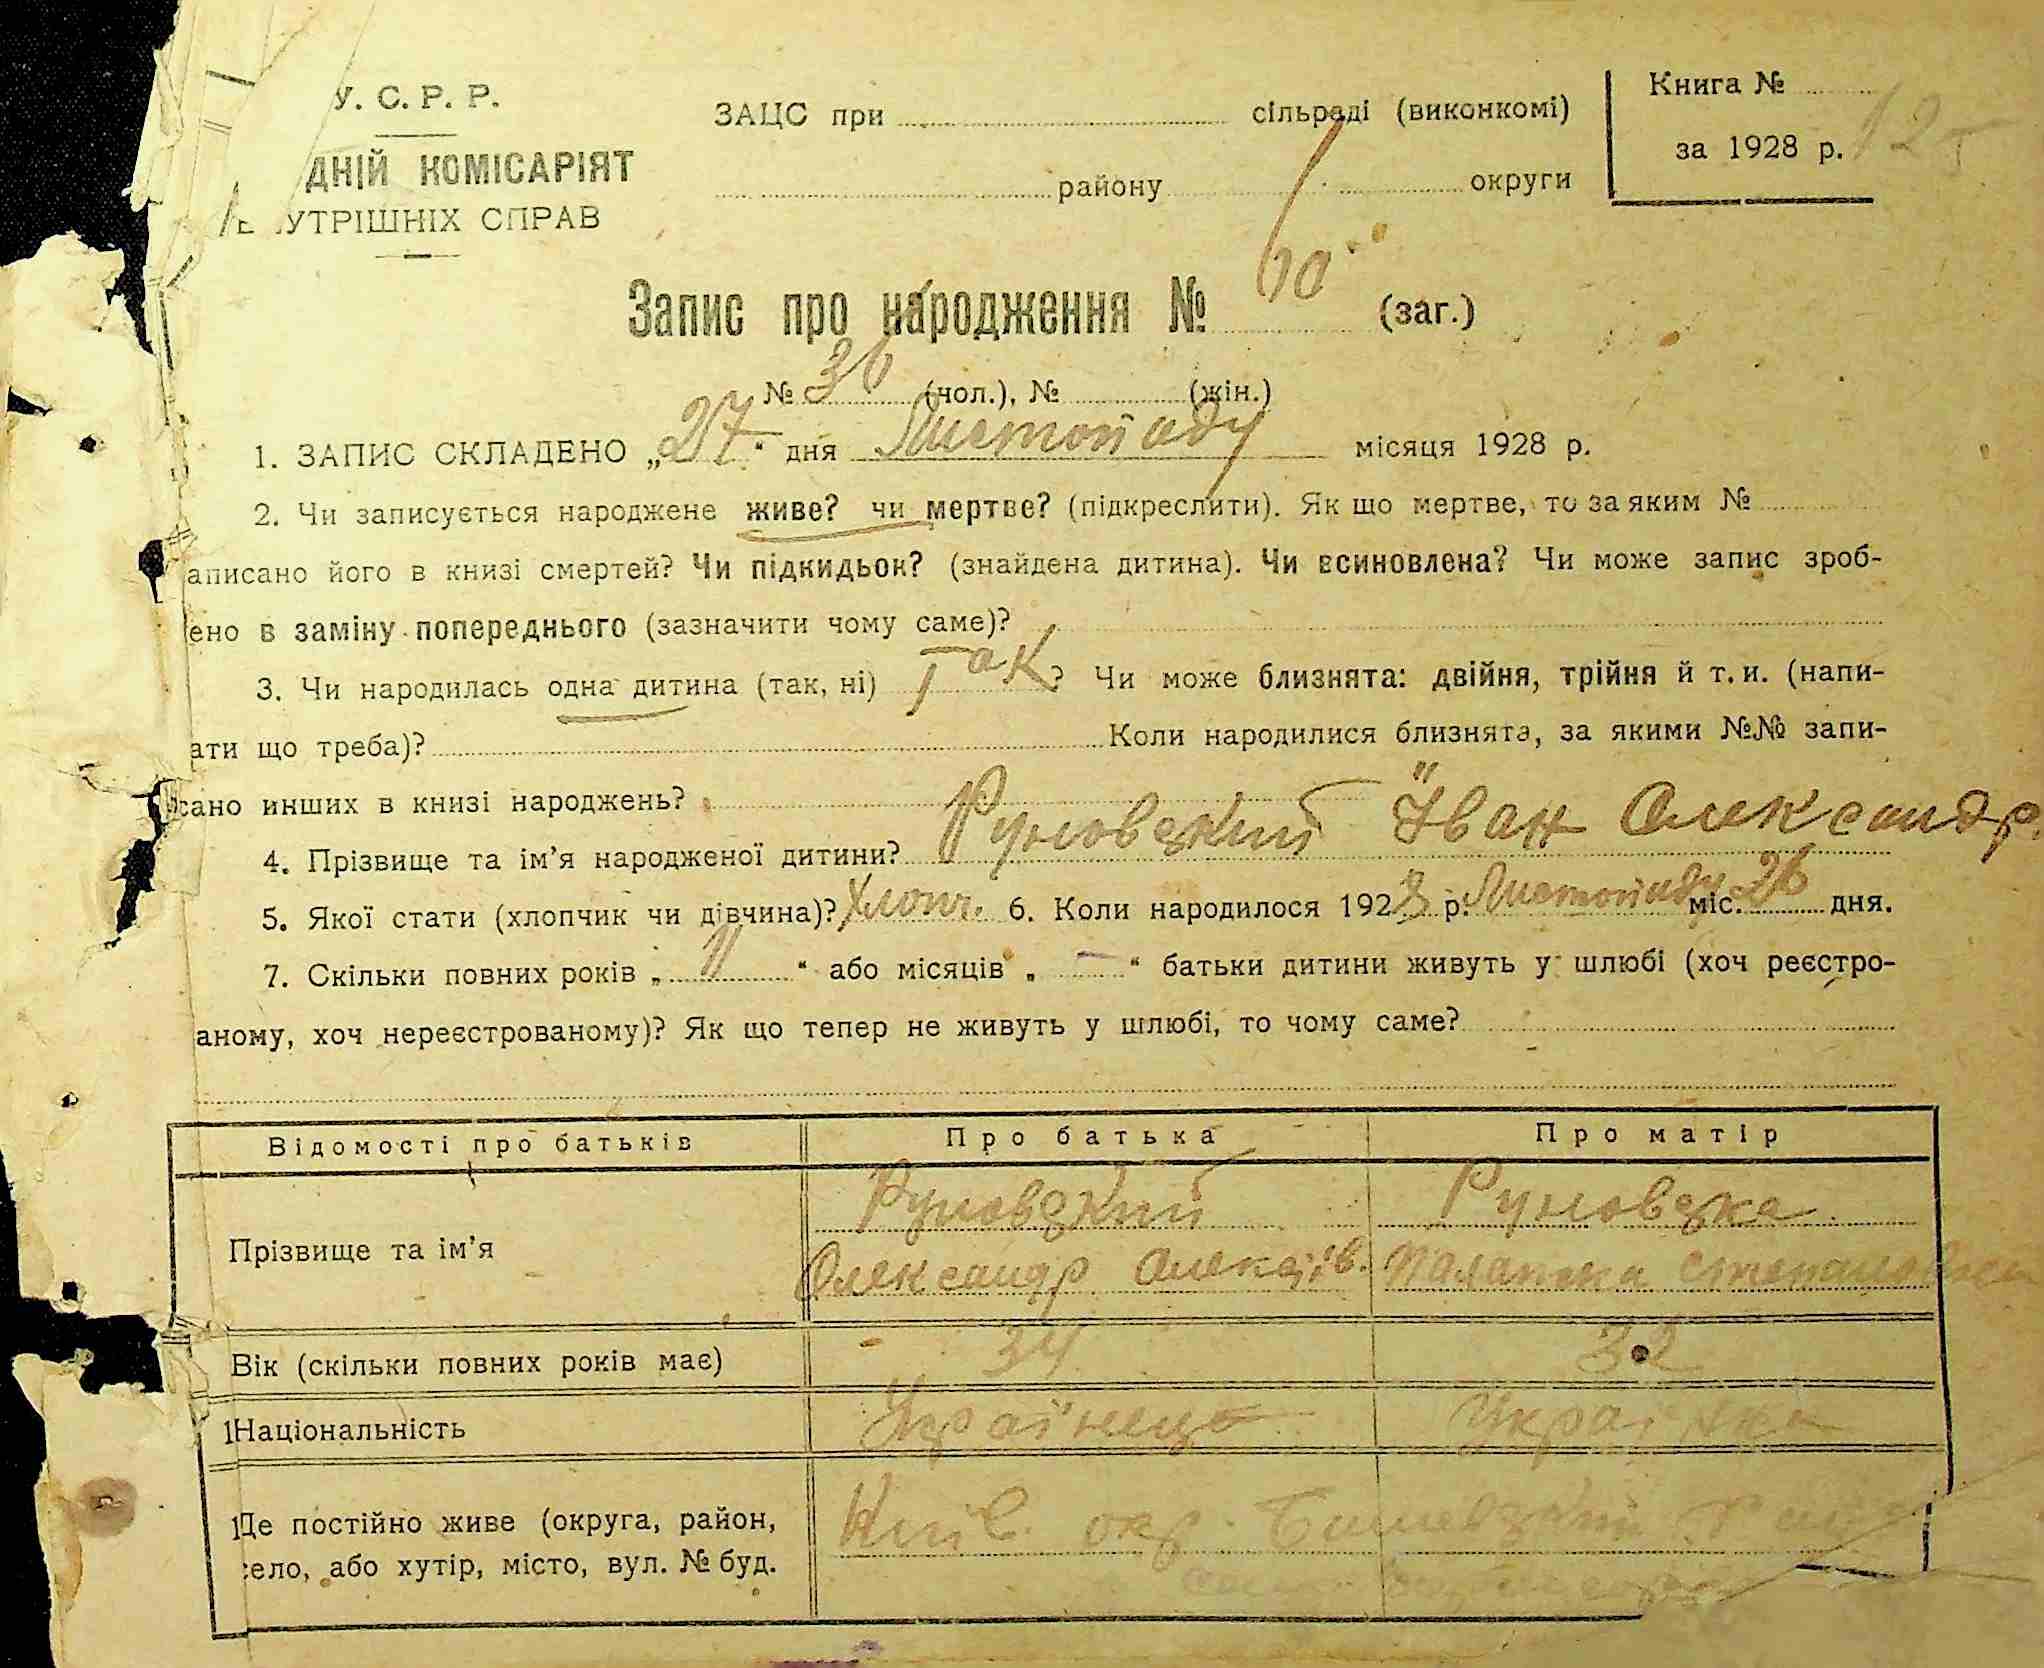 У. С. Р. Р.
ДНІЙ КОМІСАРІЯТ
УТРІШНІХ СПРАВ
ЗАЦС при сільраді (виконкомі)
району округи
Книга №
за 1928 р.
Запис про народження № 60 (заг.)
№ 36 (чол.), № (жін.)
1. ЗАПИС СКЛАДЕНО „27“ дня Листопаду місяця 1928 р.
2. Чи записується народжене живе? чи мертве? (підкреслити). Як що мертве, то за яким №
аписано його в книзі смертей? Чи підкидьок? (знайдена дитина). Чи всиновлена? Чи може запис зроб-
ено в заміну попереднього (зазначити чому саме)?
3. Чи народилась одна дитина (так, ні) Так? Чи може близнята: двійня, трійня й т. и. (напи-
ати що треба)? Коли народилися близнята, за якими №№ запи-
сано инших в книзі народжень?
4. Прізвище та ім’я народженої дитини? Руновский Іван Олександр.
5. Якої стати (хлопчик чи дівчина)? Хлопч. 6. Коли народилося 1928 р. Листопаду міс. 26 дня.
7. Скільки повних років „11“ або місяців „—“ батьки дитини живуть у шлюбі (хоч реєстро-
аному, хоч нереєстрованому)? Як що тепер не живуть у шлюбі, то чому саме?
Відомості про батьків Про батька Про матір
Прізвище та ім’я
Руновский Руновска
Олександр Олексіїв. Степановна
Вік (скільки повних років має) 34 32
Національність Українець Українка
Де постійно живе (округа, район,
село, або хутір, місто, вул. № буд.
Київ. окр.